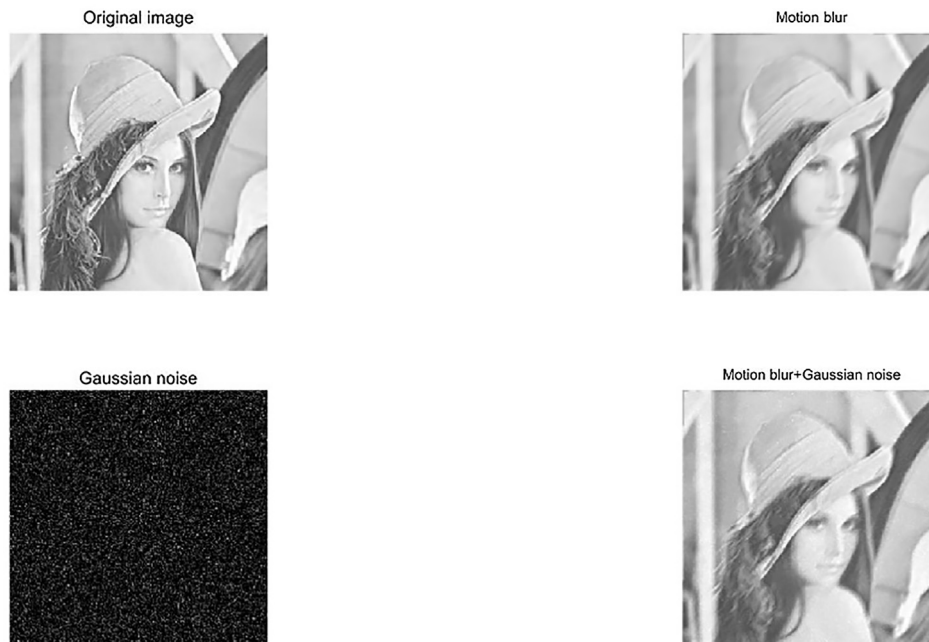 Original image
Motion blur
Gaussian noise
Motion blur+Gaussian noise